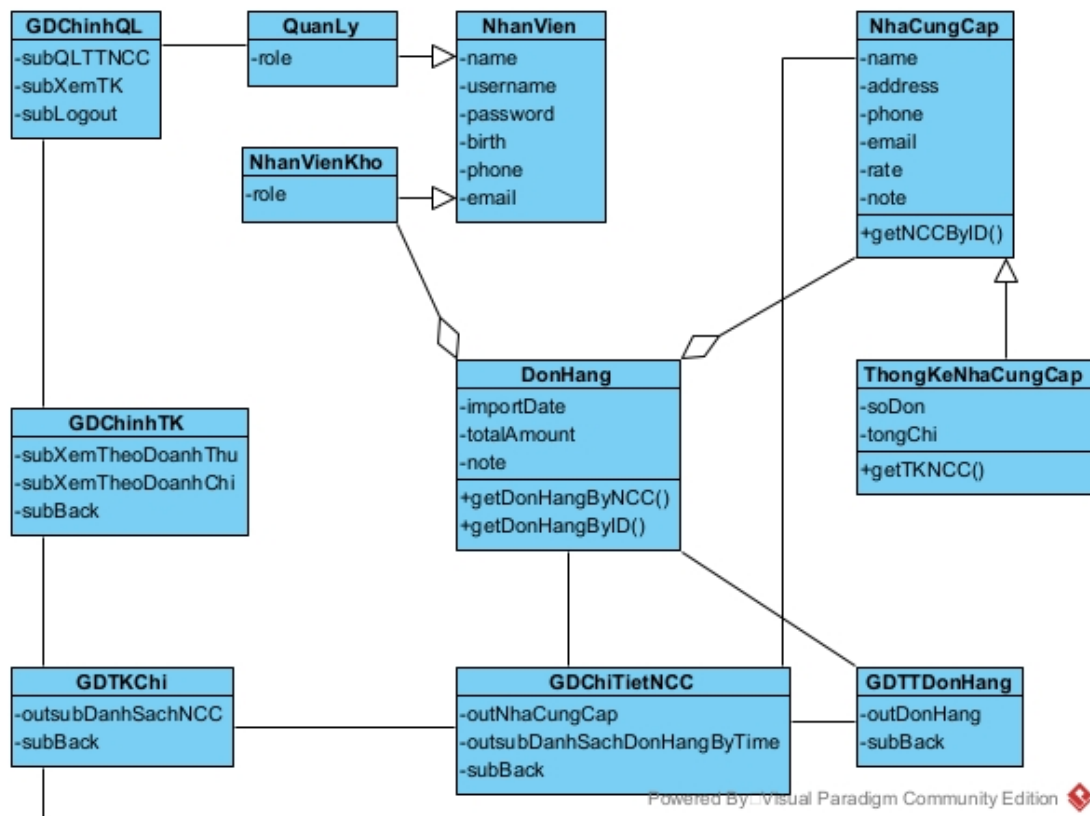 GDChinhQL
-subQLTTNCC
-subXemTK
-subLogout
QuanLy
-role
NhanVien
-name
-username
-password
-birth
-phone
-email
NhaCungCap
-name
-address
-phone
-email
-rate
-note
+getNCCByID()
NhanVienKho
-role
DonHang
-importDate
-totalAmount
-note
+getDonHangByNCC()
+getDonHangByID()
ThongKeNhaCungCap
-soDon
-tongChi
+getTKNCC()
GDChinhTK
-subXemTheoDoanhThu
-subXemTheoDoanhChi
-subBack
GDTKChi
-outsubDanhSachNCC
-subBack
GDChiTietNCC
-outNhaCungCap
-outsubDanhSachDonHangByTime
-subBack
GDTTDonHang
-outDonHang
-subBack
Powered By Visual Paradigm Community Edition